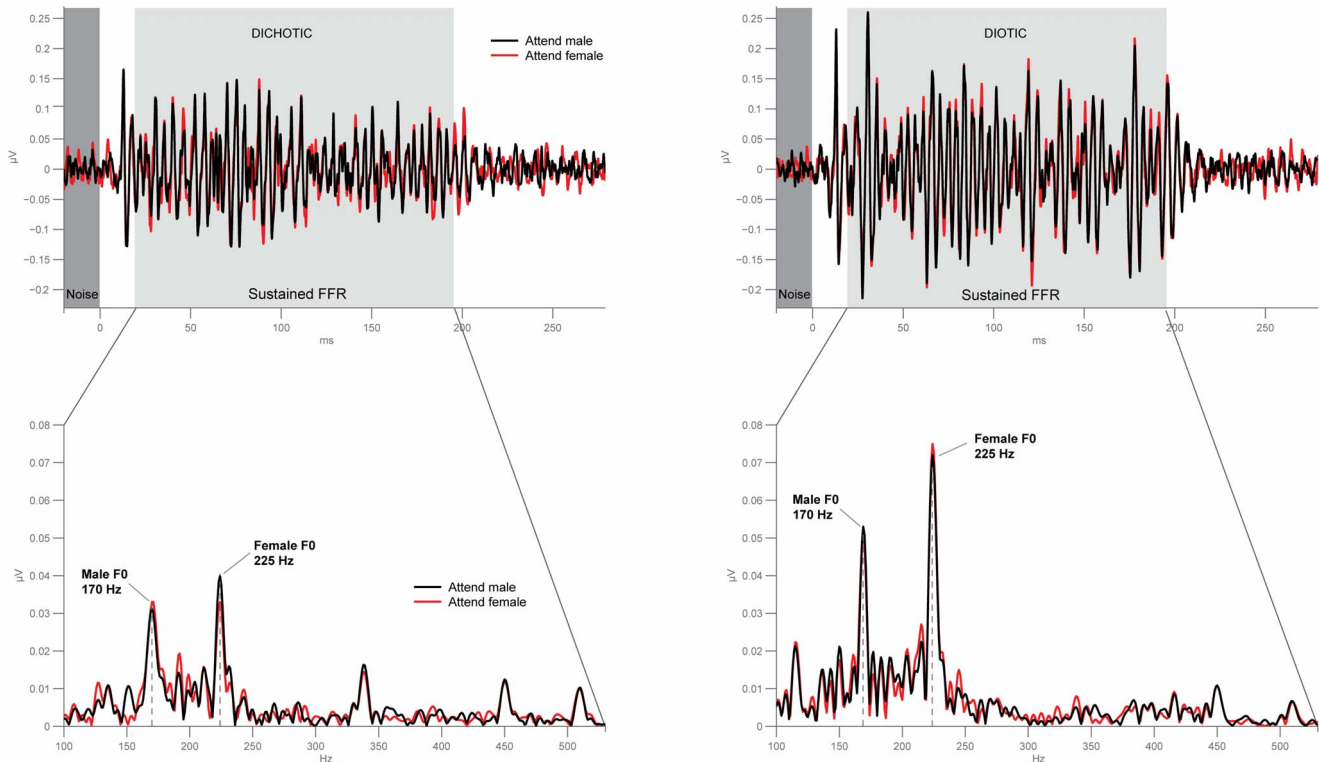 0.25
0.2
0.15
0.1
0.05
0
−0.05
−0.1
−0.15
−0.2
µV
DICHOTIC
Attend male
Attend female
Noise
Sustained FFR
0
50
100
150
200
250
ms
0.25
0.2
0.15
0.1
0.05
0
−0.05
−0.1
−0.15
−0.2
µV
DIOTIC
Noise
Sustained FFR
0
50
100
150
200
250
ms
0.08
0.07
0.06
0.05
0.04
0.03
0.02
0.01
0
µV
Male F0
170 Hz
Female F0
225 Hz
Attend male
Attend female
100
150
200
250
300
350
400
450
500
Hz
0.08
0.07
0.06
0.05
0.04
0.03
0.02
0.01
0
µV
Male F0
170 Hz
Female F0
225 Hz
100
150
200
250
300
350
400
450
500
Hz